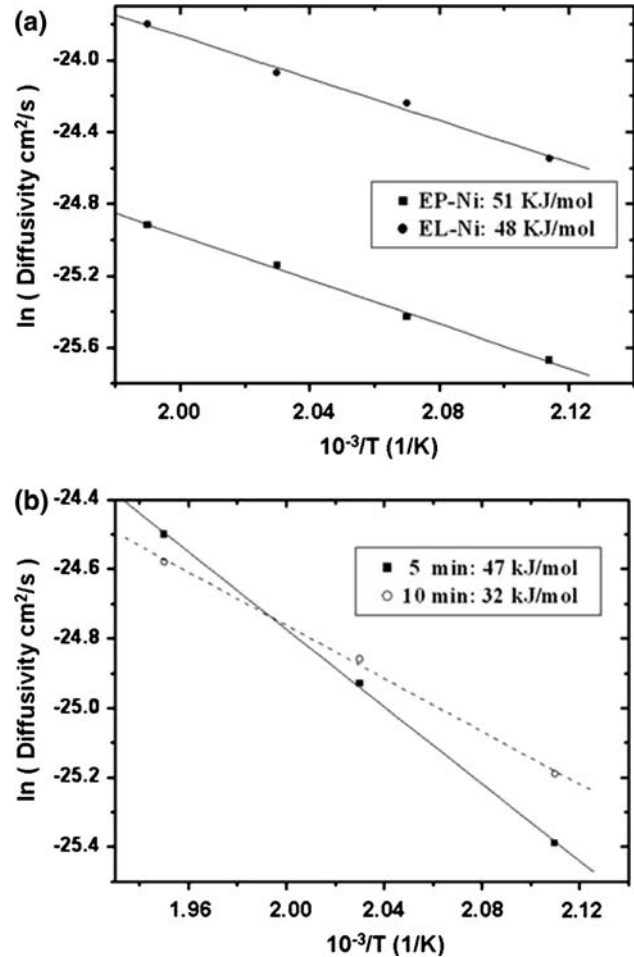 (a)
ln ( Diffusivity cm²/s)
-24.0
-24.4
-24.8
-25.2
-25.6
EP-Ni: 51 KJ/mol
EL-Ni: 48 KJ/mol
2.00
2.04
2.08
2.12
10⁻³/T (1/K)
(b)
ln ( Diffusivity cm²/s)
-24.4
-24.6
-24.8
-25.0
-25.2
-25.4
5 min: 47 kJ/mol
10 min: 32 kJ/mol
1.96
2.00
2.04
2.08
2.12
10⁻³/T (1/K)